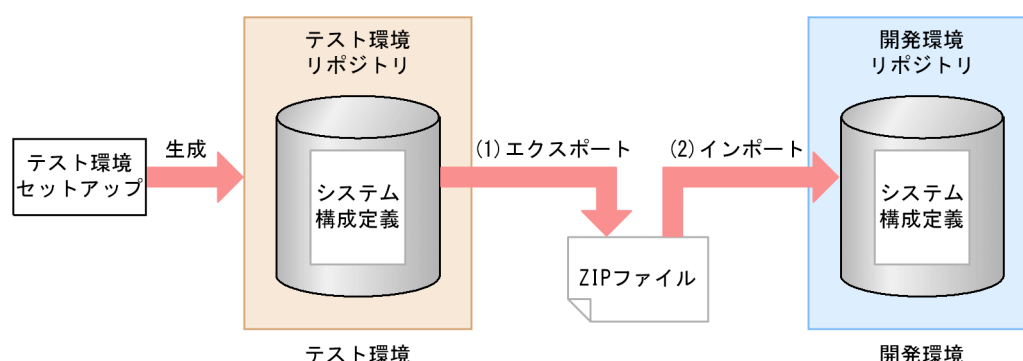 テスト環境
リポジトリ
開発環境
リポジトリ
テスト環境
セットアップ
生成
システム
構成定義
(1)エクスポート
(2)インポート
システム
構成定義
ZIPファイル
テスト環境
開発環境